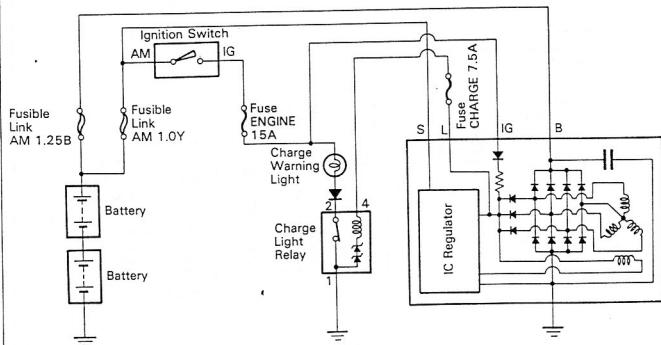 Ignition Switch
AM
IG
Fusible
Link
AM 1.25B
Fusible
Link
AM 1.0Y
Fuse
ENGINE
15A
Charge
Warning
Light
Fuse
CHARGE 7.5A
S
L
IG
B
2
4
Charge
Light
Relay
1
Battery
Battery
IC Regulator